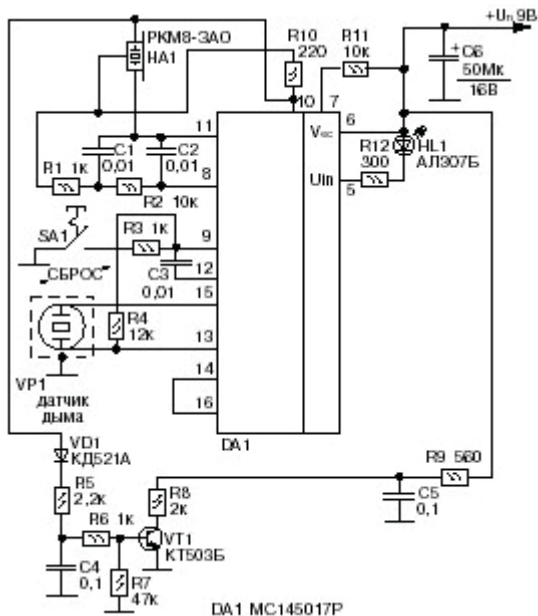 +Uп 9В
РКМ8-ЗАО
НА1
R10
220
R11
10к
+ C6
50Мк
16В
10 7
11
C1
0,01
C2
0,01
Vcc
6
HL1
АЛ307Б
R12
300
R1 1к
R2 10к
8
Uin
5
SA1
R3 1к
9
„СБРОС"
C3
0,01
12
15
R4
12к
13
14
16
VP1
датчик
дыма
DA1
VD1
КД521А
R5
2,2к
R8
2к
R9 560
C5
0,1
R6 1к
VT1
КТ503Б
C4
0,1
R7
47к
DA1 MC145017P